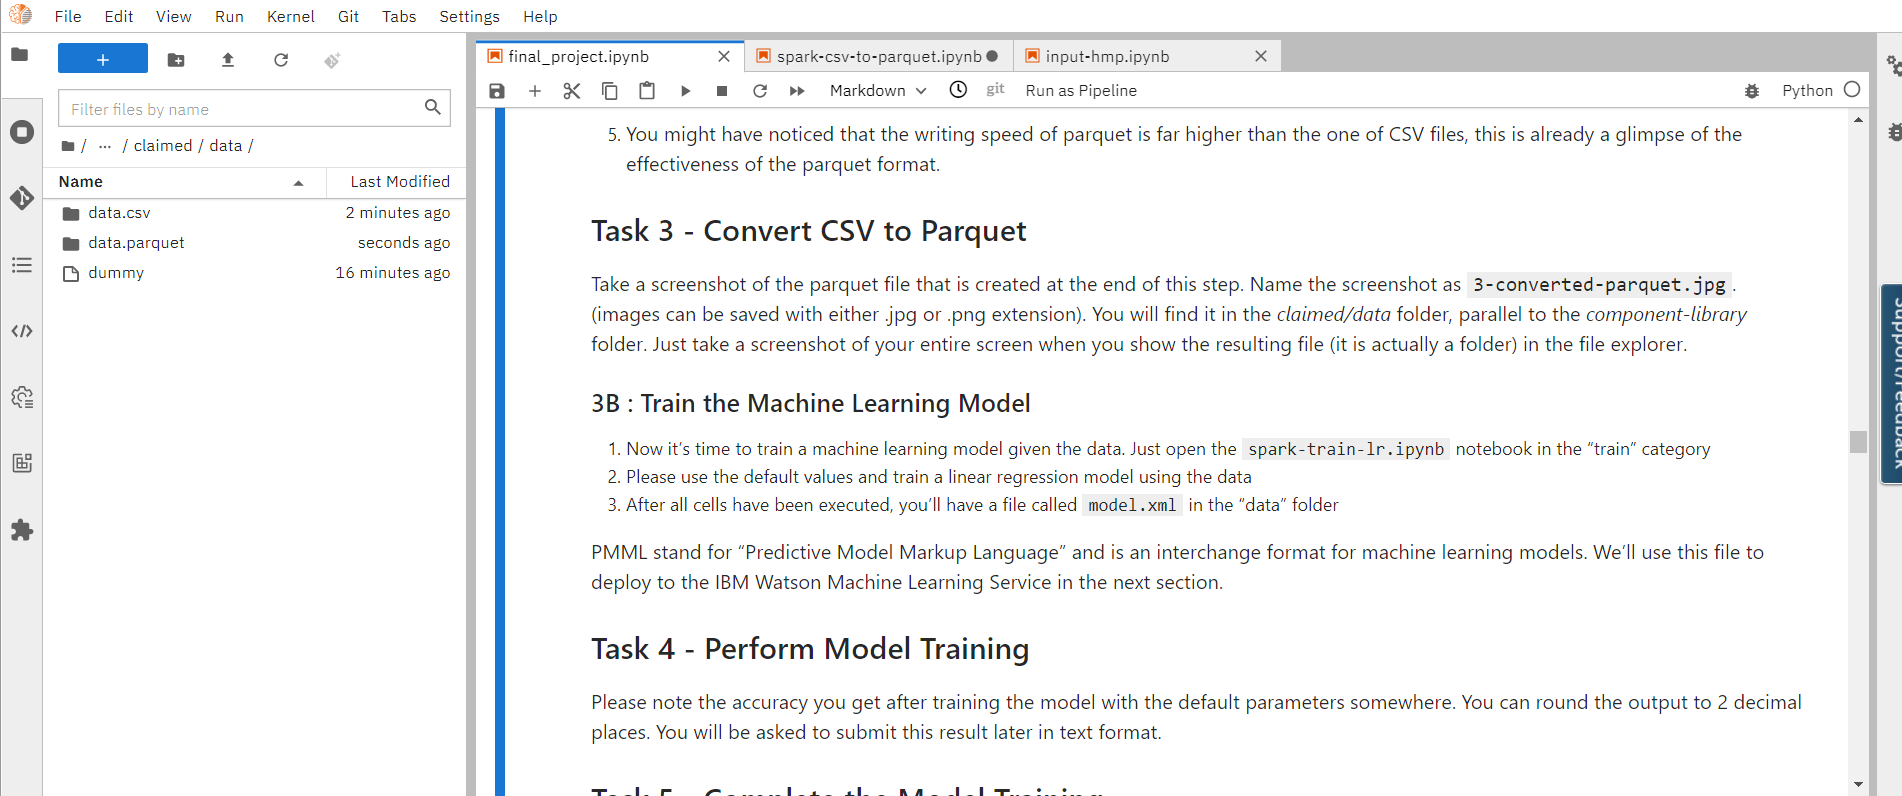 File Edit View Run Kernel Git Tabs Settings Help
+
Filter files by name
/ ... / claimed / data /
Name Last Modified
data.csv 2 minutes ago
data.parquet seconds ago
dummy 16 minutes ago
final_project.ipynb spark-csv-to-parquet.ipynb input-hmp.ipynb
Markdown git Run as Pipeline Python
5. You might have noticed that the writing speed of parquet is far higher than the one of CSV files, this is already a glimpse of the
effectiveness of the parquet format.
Task 3 - Convert CSV to Parquet
Take a screenshot of the parquet file that is created at the end of this step. Name the screenshot as 3-converted-parquet.jpg.
(images can be saved with either .jpg or .png extension). You will find it in the claimed/data folder, parallel to the component-library
folder. Just take a screenshot of your entire screen when you show the resulting file (it is actually a folder) in the file explorer.
3B : Train the Machine Learning Model
1. Now it’s time to train a machine learning model given the data. Just open the spark-train-lr.ipynb notebook in the “train” category
2. Please use the default values and train a linear regression model using the data
3. After all cells have been executed, you’ll have a file called model.xml in the “data” folder
PMML stand for “Predictive Model Markup Language” and is an interchange format for machine learning models. We’ll use this file to
deploy to the IBM Watson Machine Learning Service in the next section.
Task 4 - Perform Model Training
Please note the accuracy you get after training the model with the default parameters somewhere. You can round the output to 2 decimal
places. You will be asked to submit this result later in text format.
Task 5 - Complete the Model Training
Support/Feedback